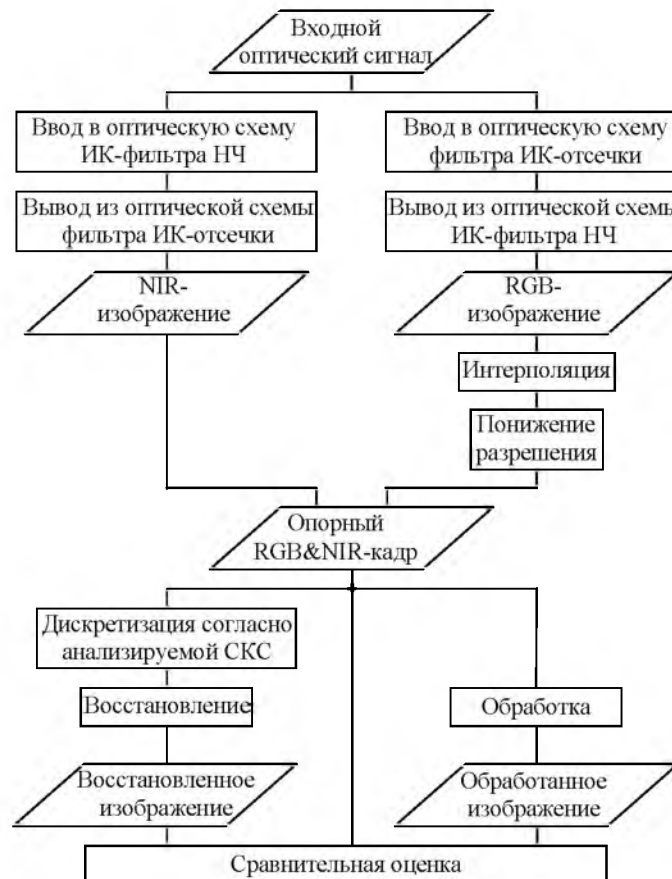 Входной
оптический сигнал
Ввод в оптическую схему
ИК-фильтра НЧ
Ввод в оптическую схему
фильтра ИК-отсечки
Вывод из оптической схемы
фильтра ИК-отсечки
Вывод из оптической схемы
ИК-фильтра НЧ
NIR-
изображение
RGB-
изображение
Интерполяция
Понижение
разрешения
Опорный
RGB&NIR-кадр
Дискретизация согласно
анализируемой СКС
Восстановление
Обработка
Восстановленное
изображение
Обработанное
изображение
Сравнительная оценка